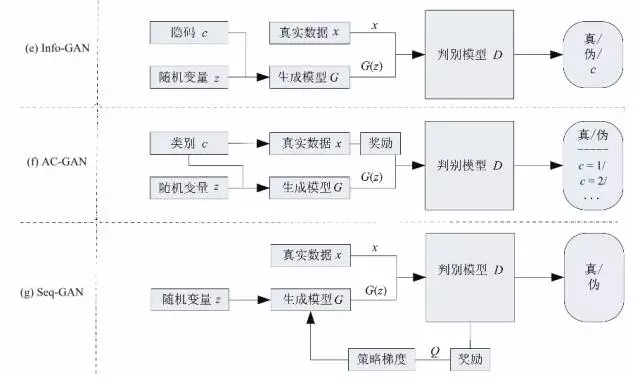 (e) Info-GAN
隐码 c
随机变量 z
真实数据 x
生成模型 G
x
G(z)
判别模型 D
真/
伪/
c
(f) AC-GAN
类别 c
随机变量 z
真实数据 x
奖励
生成模型 G
G(z)
判别模型 D
真/伪
-----
c = 1/
c = 2/
. . .
(g) Seq-GAN
随机变量 z
真实数据 x
生成模型 G
x
G(z)
判别模型 D
真/
伪
策略梯度
Q
奖励